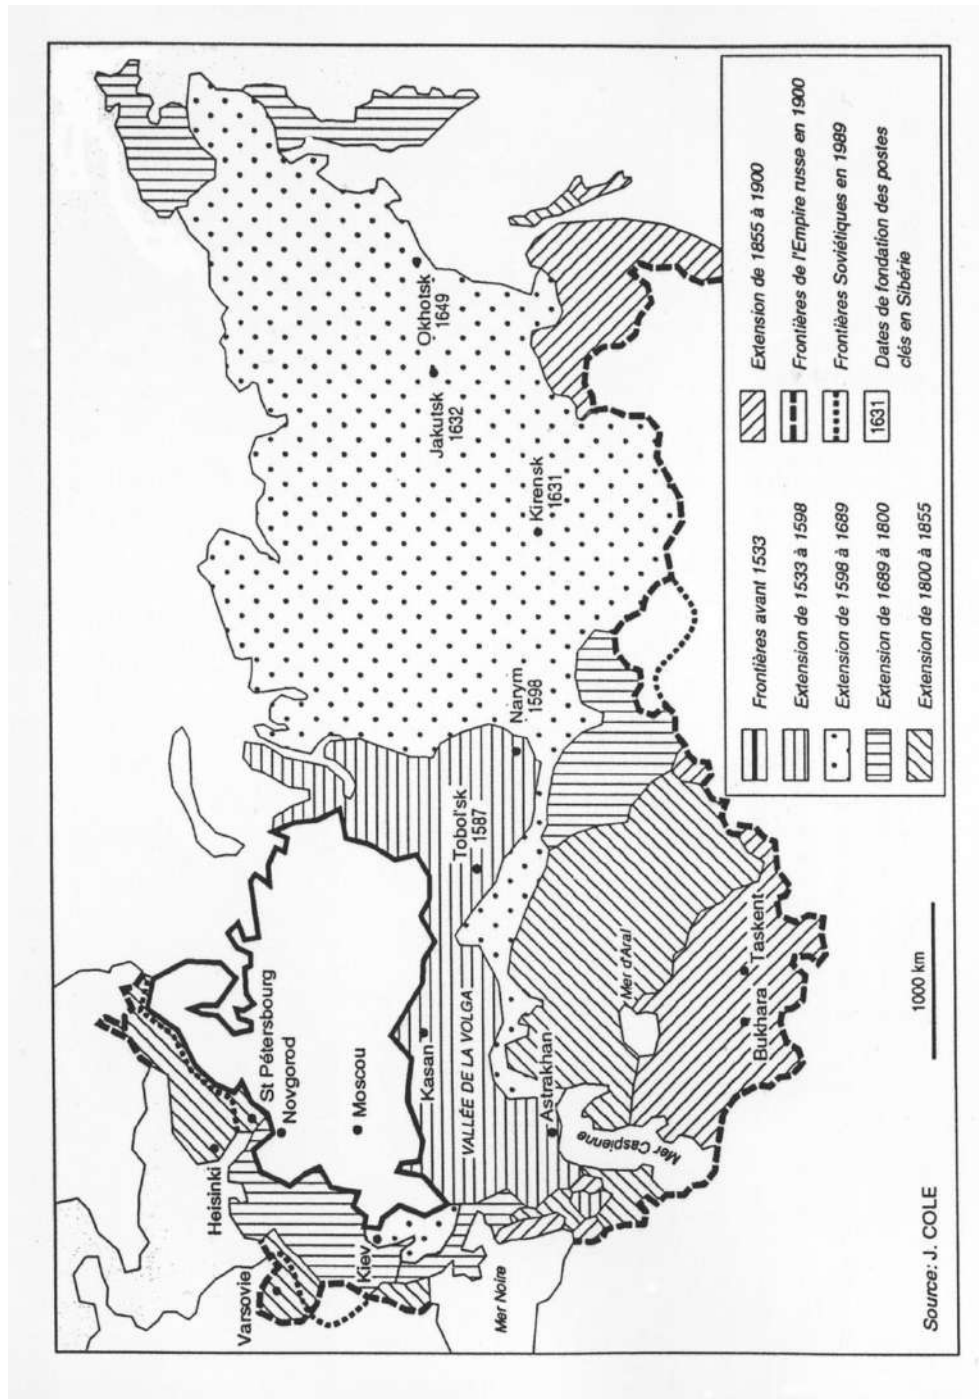 Varsovie
Helsinki
St Pétersbourg
Novgorod
Moscou
Kiev
Kasan
VALLÉE DE LA VOLGA
Astrakhan
Mer Noire
Mer Caspienne
Mer d'Aral
Bukhara
Taskent
Tobol'sk
1587
Narym
1598
Kirensk
1631
Jakutsk
1632
Okhotsk
1649
Source: J. COLE
1000 km
Frontières avant 1533
Extension de 1533 à 1598
Extension de 1598 à 1689
Extension de 1689 à 1800
Extension de 1800 à 1855
Extension de 1855 à 1900
Frontières de l'Empire russe en 1900
Frontières Soviétiques en 1989
1631
Dates de fondation des postes
clés en Sibérie